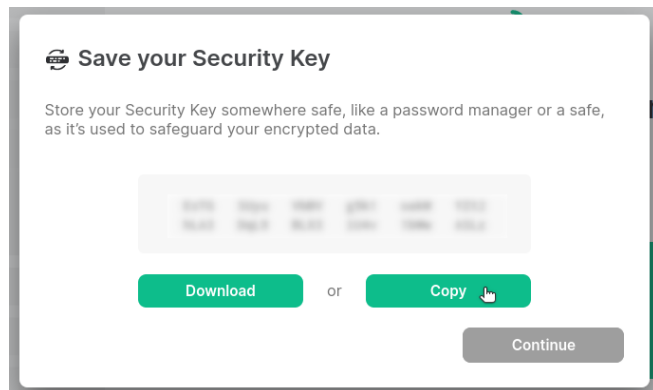 Save your Security Key
Store your Security Key somewhere safe, like a password manager or a safe,
as it’s used to safeguard your encrypted data.
Download or Copy
Continue